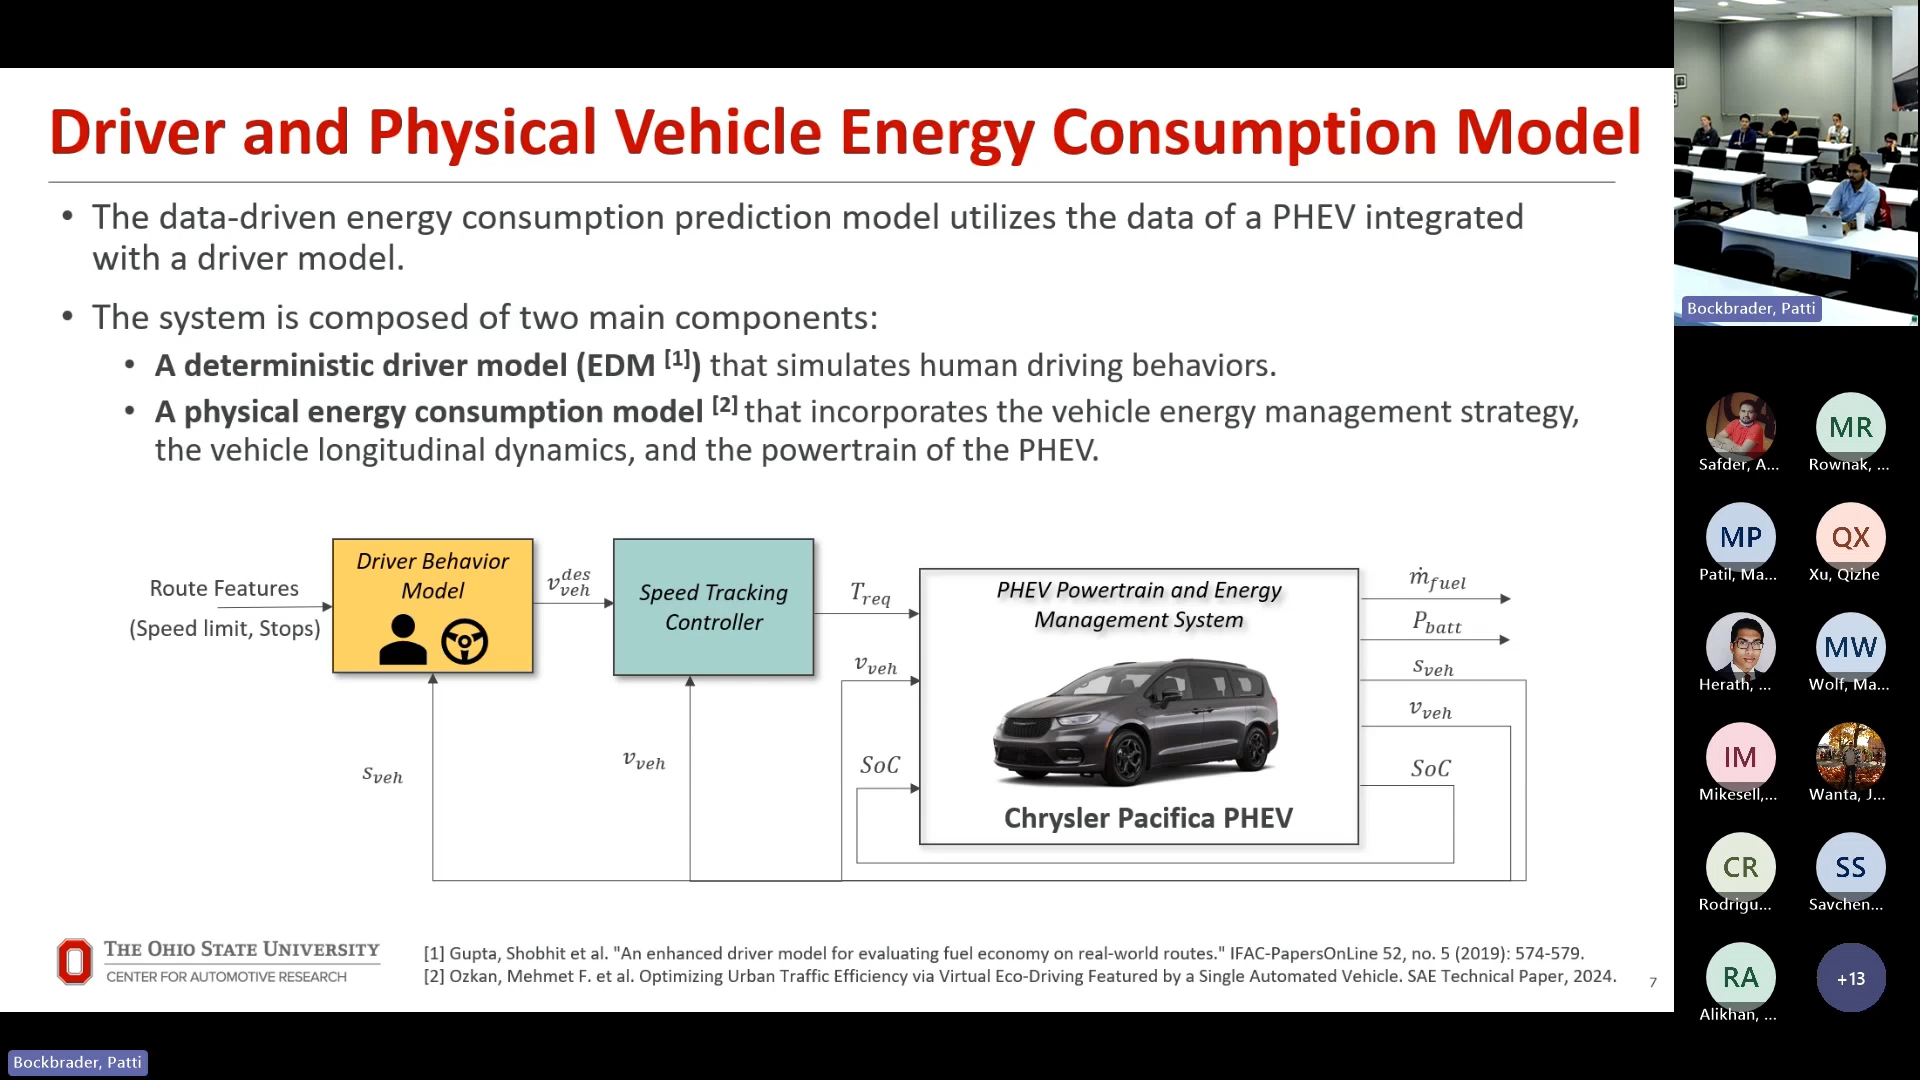 Driver and Physical Vehicle Energy Consumption Model
• The data-driven energy consumption prediction model utilizes the data of a PHEV integrated
with a driver model.
• The system is composed of two main components:
• A deterministic driver model (EDM [1]) that simulates human driving behaviors.
• A physical energy consumption model [2] that incorporates the vehicle energy management strategy,
the vehicle longitudinal dynamics, and the powertrain of the PHEV.
Route Features
(Speed limit, Stops)
Driver Behavior
Model
v_veh^des
Speed Tracking
Controller
T_req
v_veh
SoC
PHEV Powertrain and Energy
Management System
Chrysler Pacifica PHEV
ṁ_fuel
P_batt
s_veh
v_veh
SoC
s_veh
v_veh
THE OHIO STATE UNIVERSITY
CENTER FOR AUTOMOTIVE RESEARCH
[1] Gupta, Shobhit et al. "An enhanced driver model for evaluating fuel economy on real-world routes." IFAC-PapersOnLine 52, no. 5 (2019): 574-579.
[2] Ozkan, Mehmet F. et al. Optimizing Urban Traffic Efficiency via Virtual Eco-Driving Featured by a Single Automated Vehicle. SAE Technical Paper, 2024.
7
Bockbrader, Patti
Bockbrader, Patti
Safder, A...
MR
Rownak, ...
MP
Patil, Ma...
QX
Xu, Qizhe
Herath, ...
MW
Wolf, Ma...
IM
Mikesell,...
Wanta, J...
CR
Rodrigu...
SS
Savchen...
RA
Alikhan, ...
+13